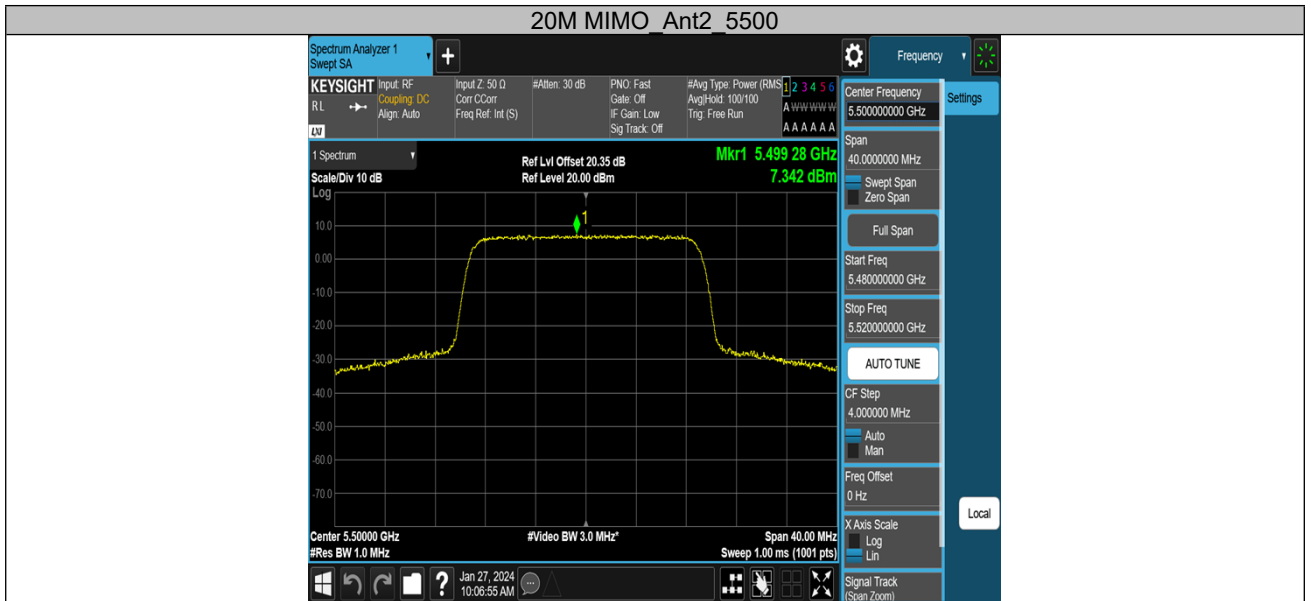 20M MIMO_Ant2_5500
Spectrum Analyzer 1
Swept SA
+
Frequency
KEYSIGHT
RL
LXI
Input: RF
Coupling: DC
Align: Auto
Input Z: 50 Ω
Corr CCorr
Freq Ref: Int (S)
#Atten: 30 dB
PNO: Fast
Gate: Off
IF Gain: Low
Sig Track: Off
#Avg Type: Power (RMS
Avg|Hold: 100/100
Trig: Free Run
1 2 3 4 5 6
A W W W W W
A A A A A A
1 Spectrum
Scale/Div 10 dB
Log
Ref Lvl Offset 20.35 dB
Ref Level 20.00 dBm
Mkr1 5.499 28 GHz
7.342 dBm
1
10.0
0.00
-10.0
-20.0
-30.0
-40.0
-50.0
-60.0
-70.0
Center 5.50000 GHz
#Res BW 1.0 MHz
#Video BW 3.0 MHz*
Span 40.00 MHz
Sweep 1.00 ms (1001 pts)
?
Jan 27, 2024
10:06:55 AM
Center Frequency
5.500000000 GHz
Span
40.0000000 MHz
Swept Span
Zero Span
Full Span
Start Freq
5.480000000 GHz
Stop Freq
5.520000000 GHz
AUTO TUNE
CF Step
4.000000 MHz
Auto
Man
Freq Offset
0 Hz
X Axis Scale
Log
Lin
Signal Track
(Span Zoom)
Settings
Local